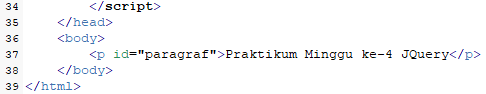 34 </script>
35 </head>
36 <body>
37 <p id="paragraf">Praktikum Minggu ke-4 JQuery</p>
38 </body>
39 </html>